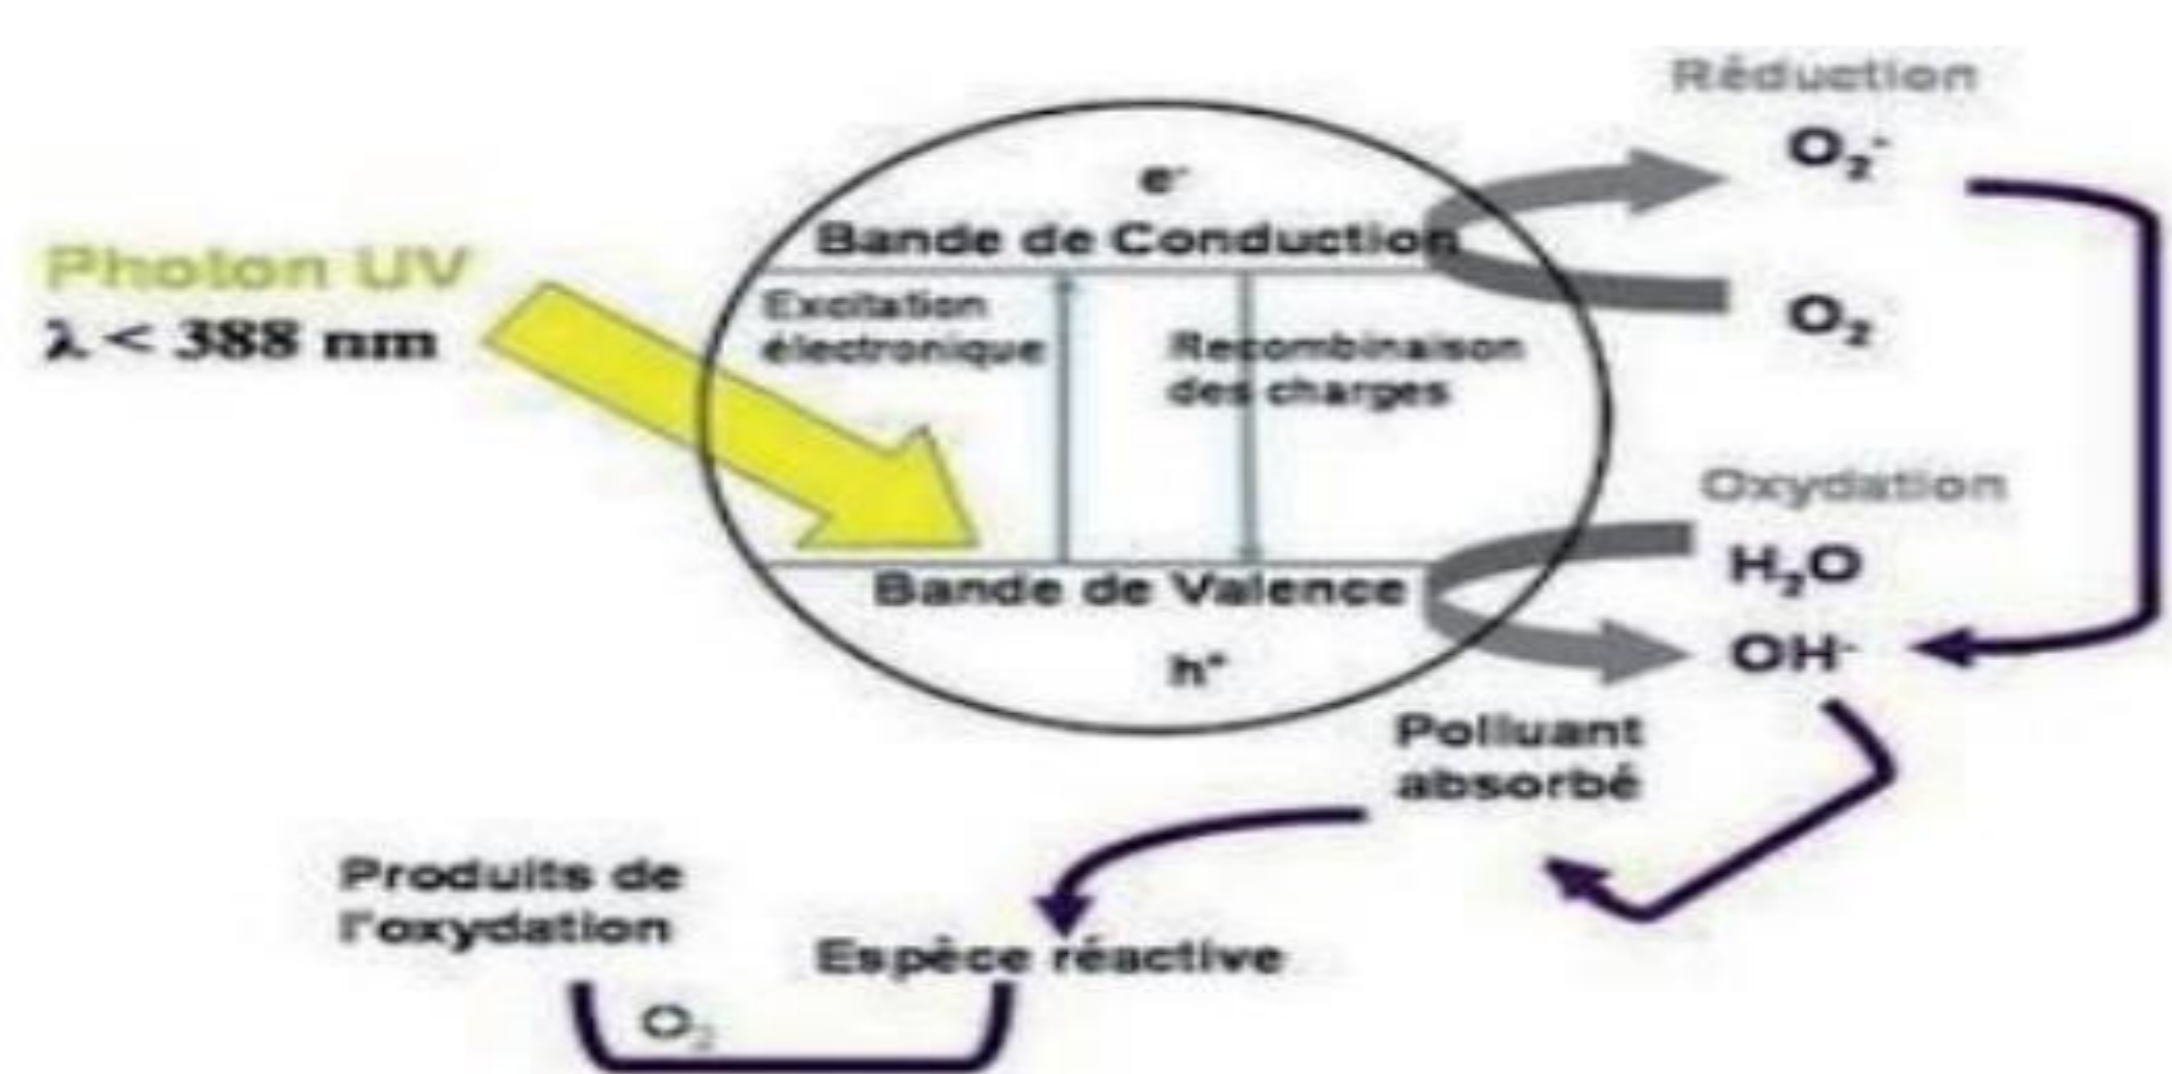 Réduction
O₂⁻
e⁻
Bande de Conduction
Photon UV
λ < 388 nm
Excitation
électronique
Recombinaison
des charges
O₂
Oxydation
H₂O
Bande de Valence
OH⁻
h⁺
Polluant
absorbé
Produits de
l'oxydation
Espèce réactive
O₂